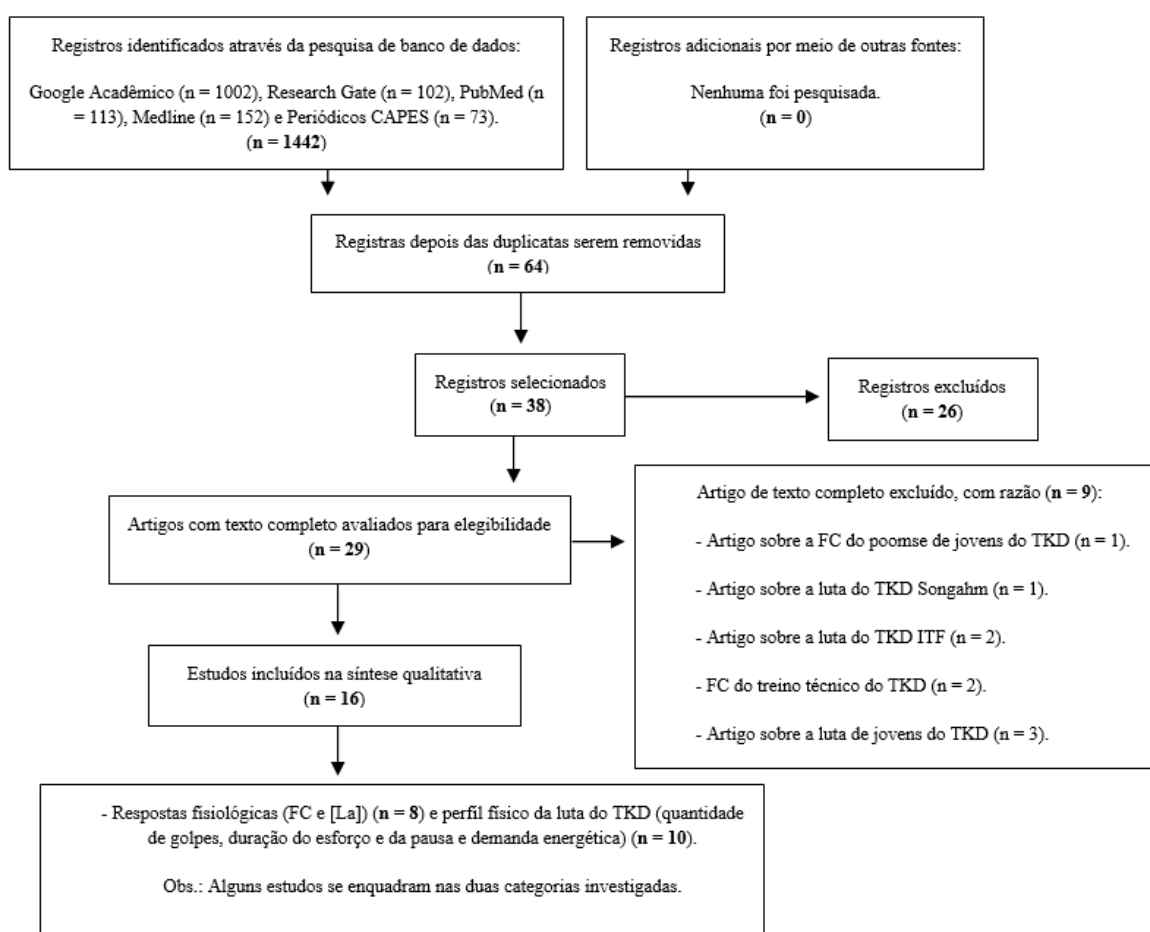 Registros identificados através da pesquisa de banco de dados:
Google Acadêmico (n = 1002), Research Gate (n = 102), PubMed (n
= 113), Medline (n = 152) e Periódicos CAPES (n = 73).
(n = 1442)
Registros adicionais por meio de outras fontes:
Nenhuma foi pesquisada.
(n = 0)
Registras depois das duplicatas serem removidas
(n = 64)
Registros selecionados
(n = 38)
Registros excluídos
(n = 26)
Artigos com texto completo avaliados para elegibilidade
(n = 29)
Artigo de texto completo excluído, com razão (n = 9):
- Artigo sobre a FC do poomse de jovens do TKD (n = 1).
- Artigo sobre a luta do TKD Songahm (n = 1).
- Artigo sobre a luta do TKD ITF (n = 2).
- FC do treino técnico do TKD (n = 2).
- Artigo sobre a luta de jovens do TKD (n = 3).
Estudos incluídos na síntese qualitativa
(n = 16)
- Respostas fisiológicas (FC e [La]) (n = 8) e perfil físico da luta do TKD (quantidade
de golpes, duração do esforço e da pausa e demanda energética) (n = 10).
Obs.: Alguns estudos se enquadram nas duas categorias investigadas.